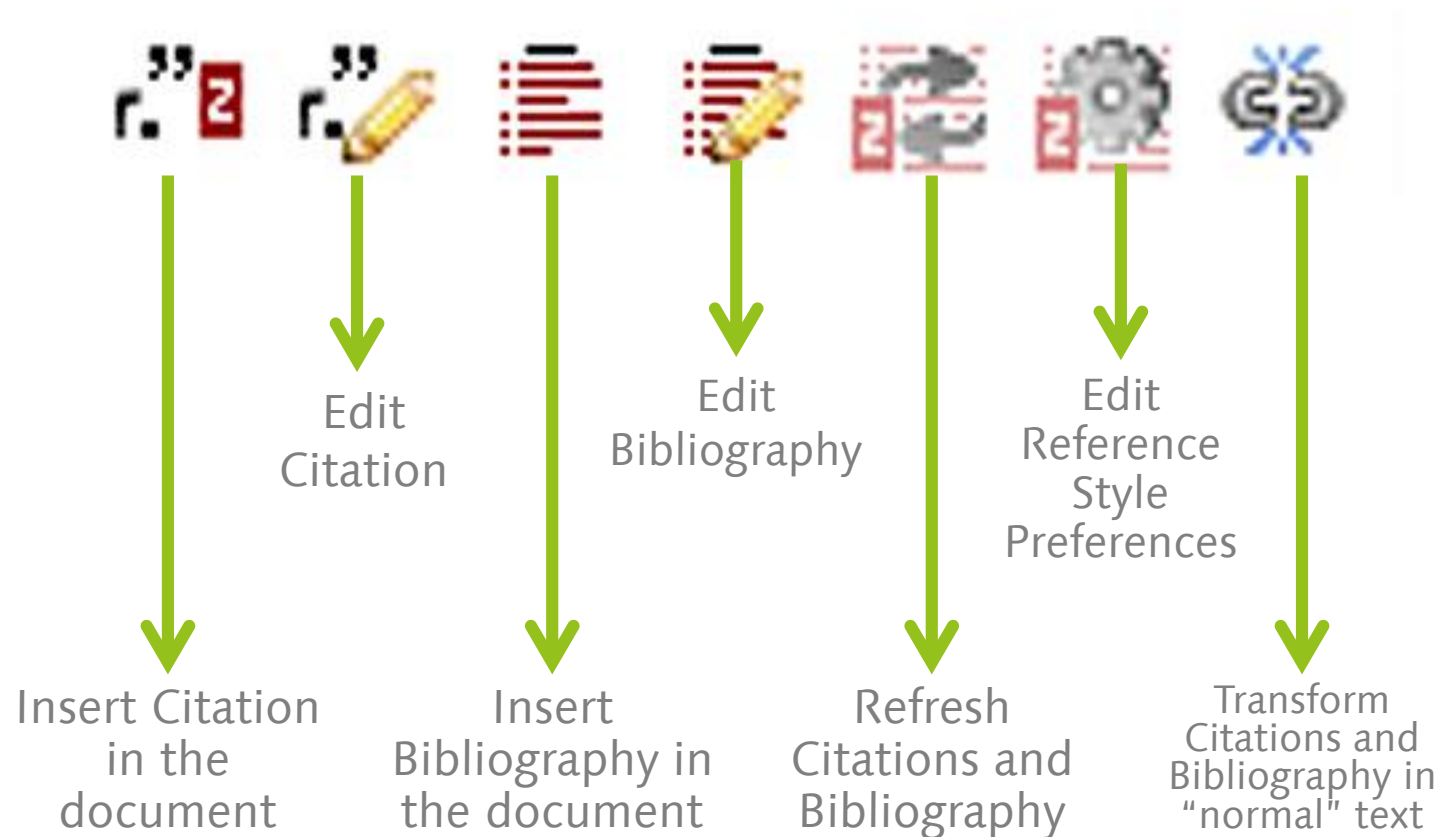 r.” Z
r.”
Z
Z
Edit
Citation
Edit
Bibliography
Edit
Reference
Style
Preferences
Insert Citation
in the
document
Insert
Bibliography in
the document
Refresh
Citations and
Bibliography
Transform
Citations and
Bibliography in
“normal” text